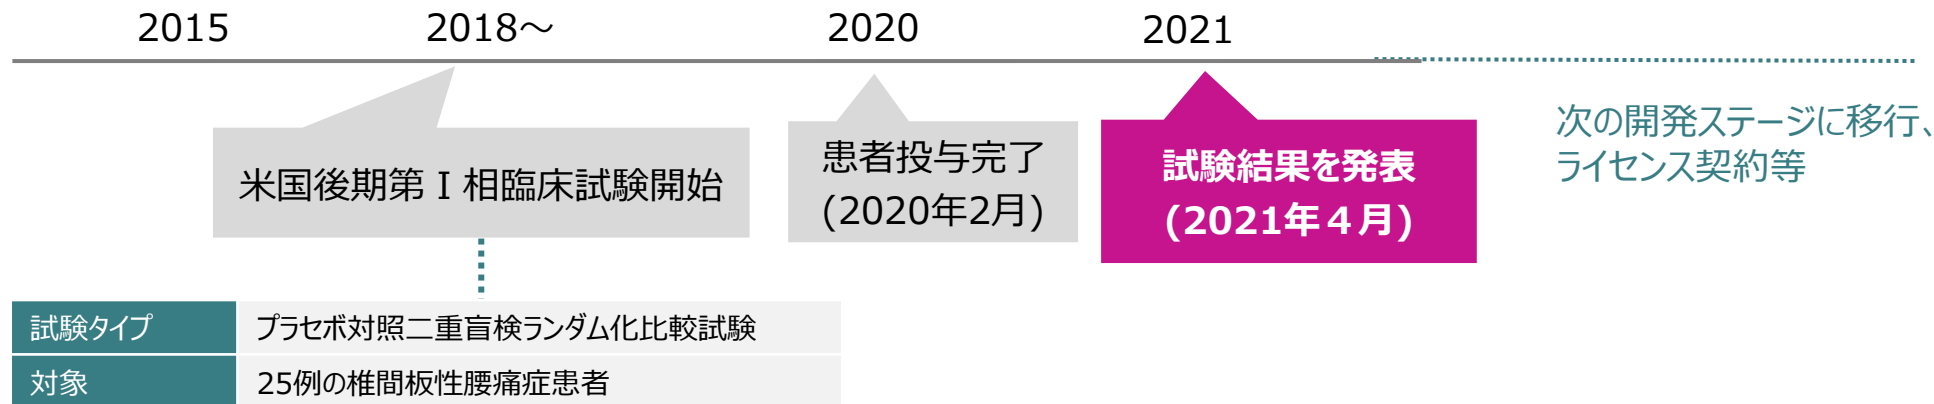 2015
2018～
2020
2021
米国後期第Ⅰ相臨床試験開始
患者投与完了
(2020年2月)
試験結果を発表
(2021年４月)
次の開発ステージに移行、
ライセンス契約等
試験タイプ プラセボ対照二重盲検ランダム化比較試験
対象 25例の椎間板性腰痛症患者